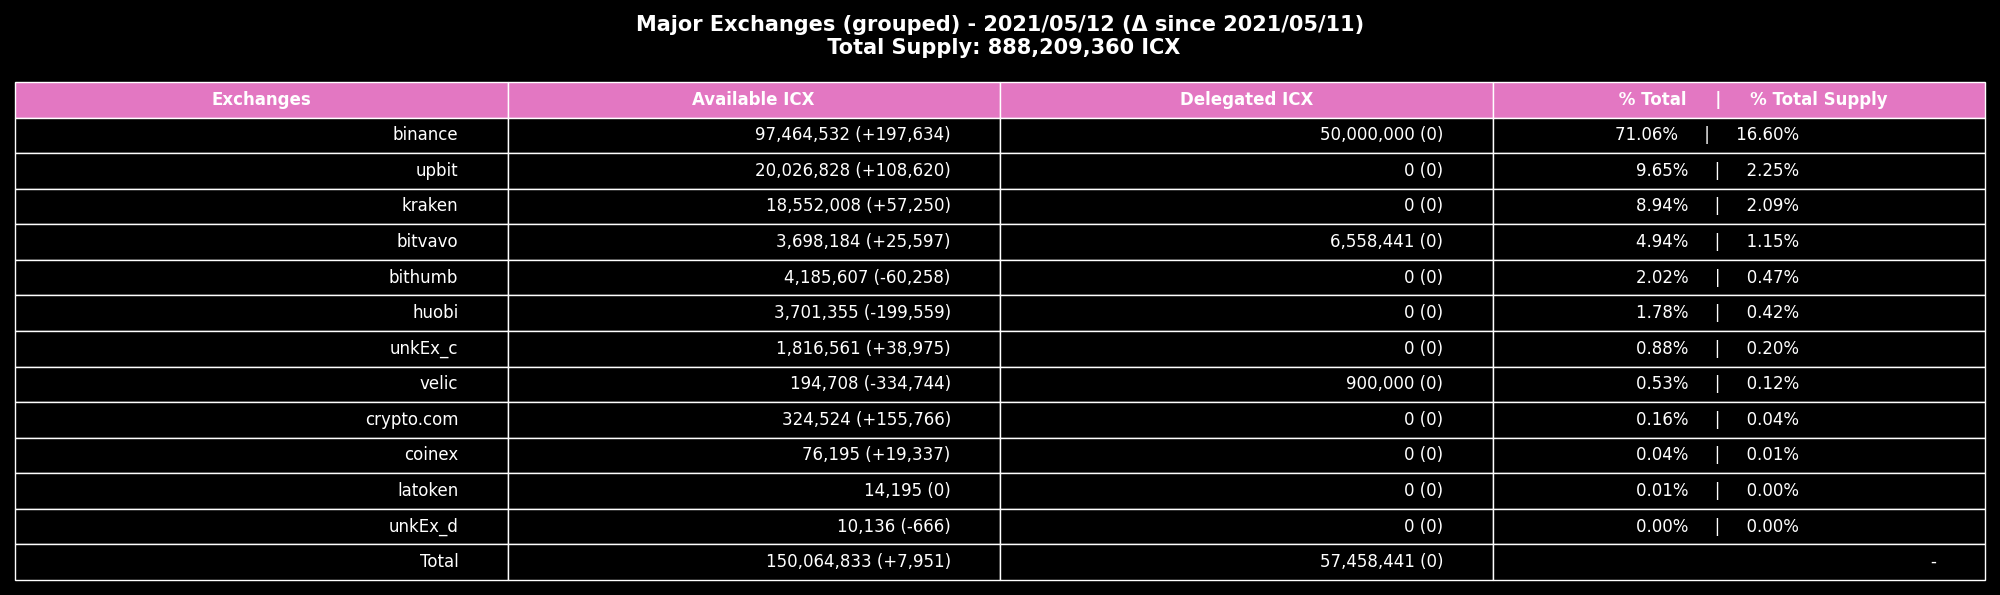 Major Exchanges (grouped) - 2021/05/12 (Δ since 2021/05/11)
Total Supply: 888,209,360 ICX
Exchanges Available ICX Delegated ICX % Total | % Total Supply
binance 97,464,532 (+197,634) 50,000,000 (0) 71.06% | 16.60%
upbit 20,026,828 (+108,620) 0 (0) 9.65% | 2.25%
kraken 18,552,008 (+57,250) 0 (0) 8.94% | 2.09%
bitvavo 3,698,184 (+25,597) 6,558,441 (0) 4.94% | 1.15%
bithumb 4,185,607 (-60,258) 0 (0) 2.02% | 0.47%
huobi 3,701,355 (-199,559) 0 (0) 1.78% | 0.42%
unkEx_c 1,816,561 (+38,975) 0 (0) 0.88% | 0.20%
velic 194,708 (-334,744) 900,000 (0) 0.53% | 0.12%
crypto.com 324,524 (+155,766) 0 (0) 0.16% | 0.04%
coinex 76,195 (+19,337) 0 (0) 0.04% | 0.01%
latoken 14,195 (0) 0 (0) 0.01% | 0.00%
unkEx_d 10,136 (-666) 0 (0) 0.00% | 0.00%
Total 150,064,833 (+7,951) 57,458,441 (0) -